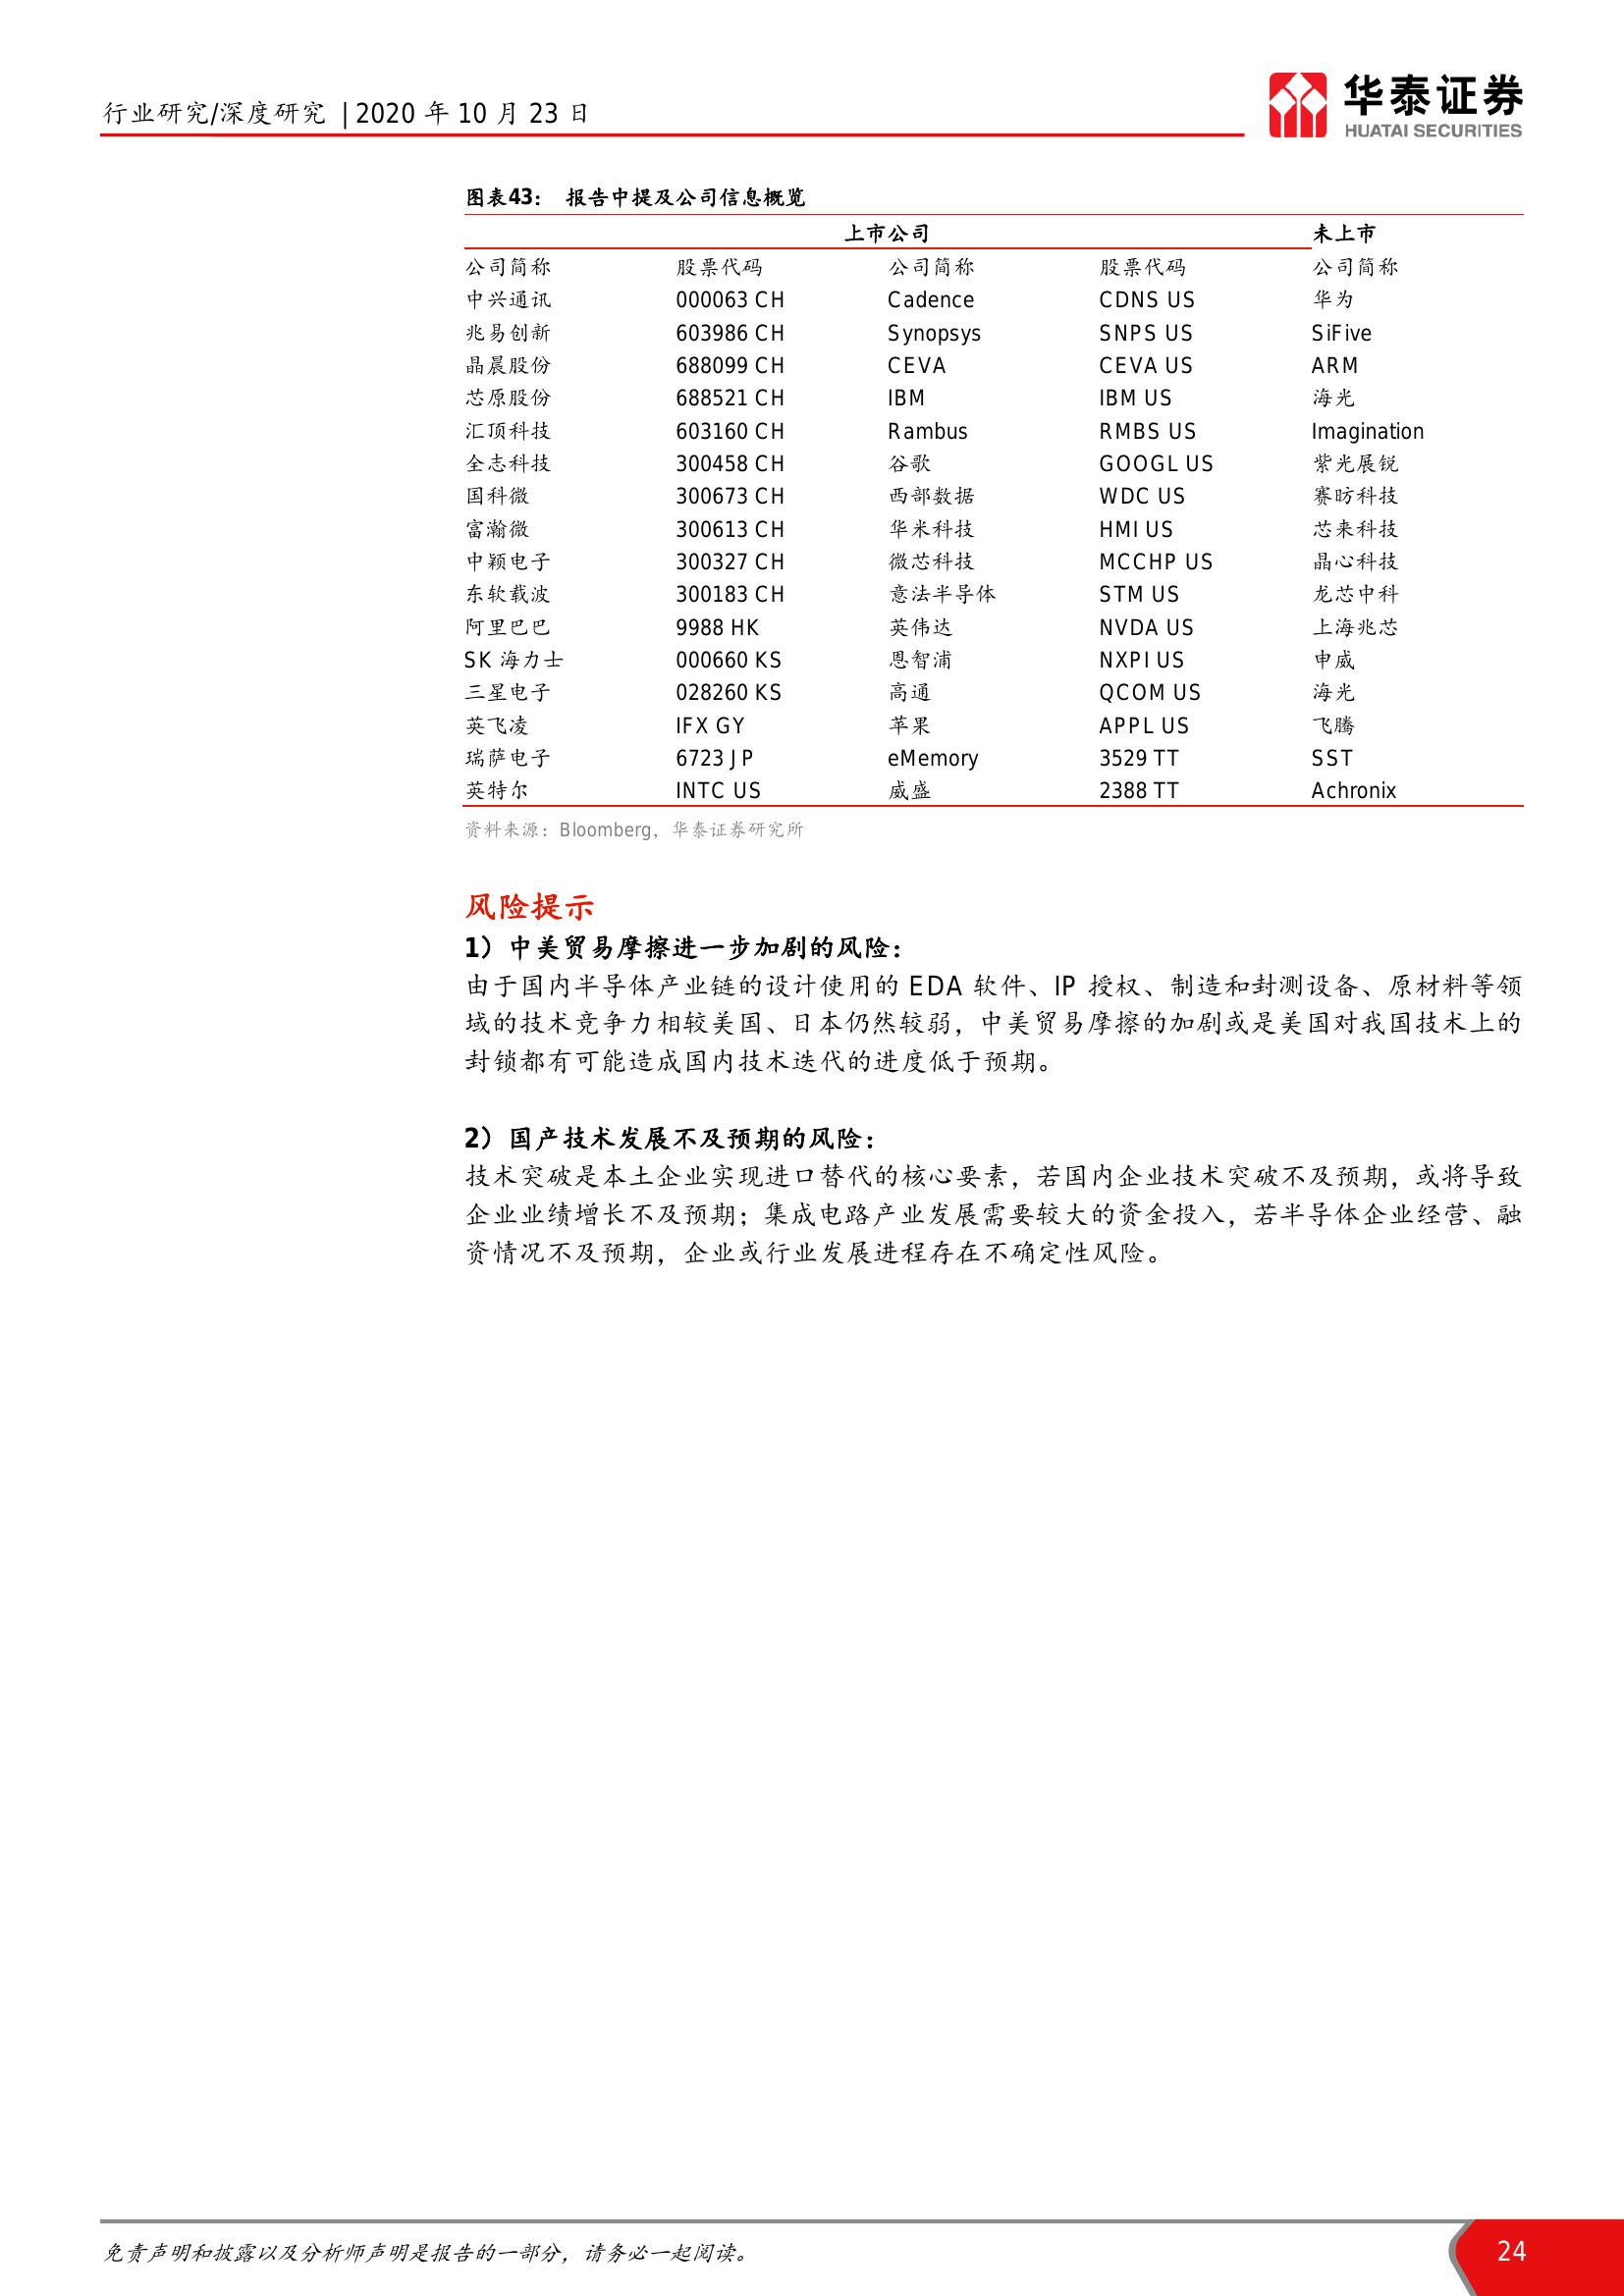 行业研究/深度研究 | 2020 年 10 月 23 日
华泰证券
HUATAI SECURITIES
图表43： 报告中提及公司信息概览
上市公司 未上市
公司简称 股票代码 公司简称 股票代码 公司简称
中兴通讯 000063 CH Cadence CDNS US 华为
兆易创新 603986 CH Synopsys SNPS US SiFive
晶晨股份 688099 CH CEVA CEVA US ARM
芯原股份 688521 CH IBM IBM US 海光
汇顶科技 603160 CH Rambus RMBS US Imagination
全志科技 300458 CH 谷歌 GOOGL US 紫光展锐
国科微 300673 CH 西部数据 WDC US 赛昉科技
富瀚微 300613 CH 华米科技 HMI US 芯来科技
中颖电子 300327 CH 微芯科技 MCCHP US 晶心科技
东软载波 300183 CH 意法半导体 STM US 龙芯中科
阿里巴巴 9988 HK 英伟达 NVDA US 上海兆芯
SK 海力士 000660 KS 恩智浦 NXPI US 申威
三星电子 028260 KS 高通 QCOM US 海光
英飞凌 IFX GY 苹果 APPL US 飞腾
瑞萨电子 6723 JP eMemory 3529 TT SST
英特尔 INTC US 威盛 2388 TT Achronix
资料来源：Bloomberg，华泰证券研究所
风险提示
1）中美贸易摩擦进一步加剧的风险：
由于国内半导体产业链的设计使用的 EDA 软件、IP 授权、制造和封测设备、原材料等领
域的技术竞争力相较美国、日本仍然较弱，中美贸易摩擦的加剧或是美国对我国技术上的
封锁都有可能造成国内技术迭代的进度低于预期。
2）国产技术发展不及预期的风险：
技术突破是本土企业实现进口替代的核心要素，若国内企业技术突破不及预期，或将导致
企业业绩增长不及预期；集成电路产业发展需要较大的资金投入，若半导体企业经营、融
资情况不及预期，企业或行业发展进程存在不确定性风险。
免责声明和披露以及分析师声明是报告的一部分，请务必一起阅读。
24